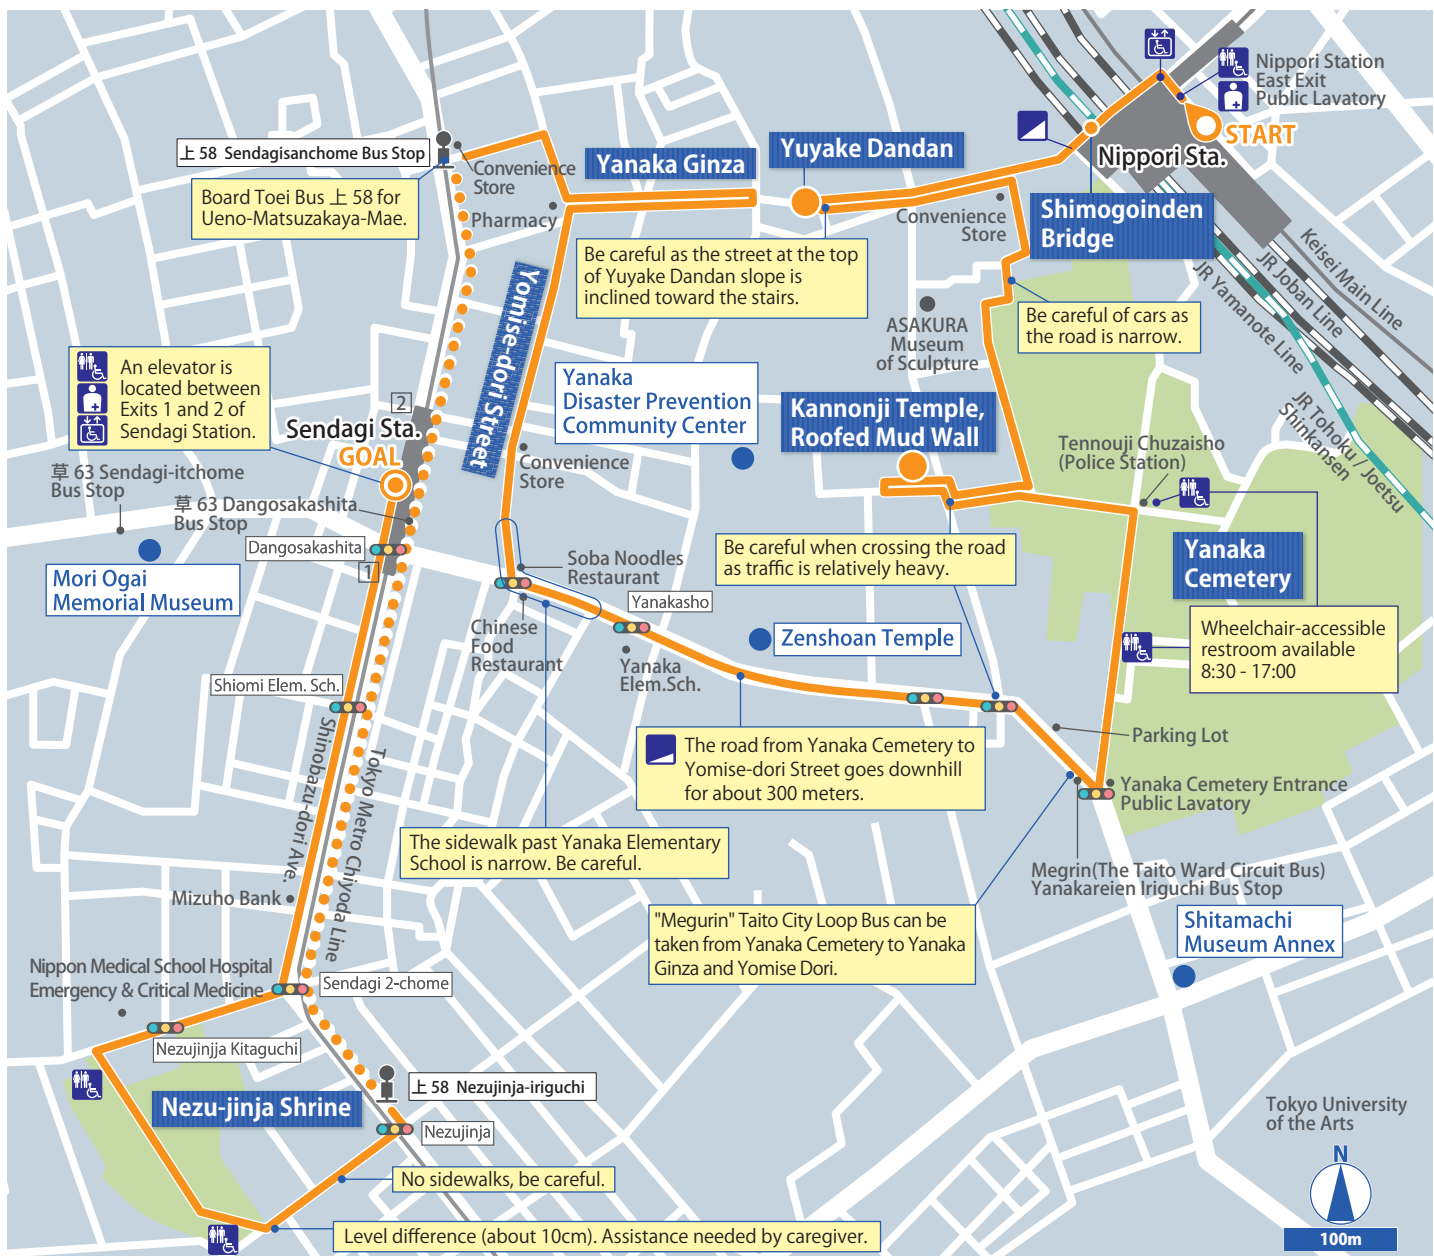 Nippori Station
East Exit
Public Lavatory
START
Nippori Sta.
上 58 Sendagisanchome Bus Stop
Convenience
Store
Board Toei Bus 上 58 for
Ueno-Matsuzakaya-Mae.
Pharmacy
Yanaka Ginza
Yuyake Dandan
Convenience
Store
Shimogoinden
Bridge
Keisei Main Line
JR Joban Line
JR Yamanote Line
JR Tohoku / Joetsu
Shinkansen
Be careful as the street at the top
of Yuyake Dandan slope is
inclined toward the stairs.
Yomise-dori Street
ASAKURA
Museum
of Sculpture
Be careful of cars as
the road is narrow.
An elevator is
located between
Exits 1 and 2 of
Sendagi Station.
2
Sendagi Sta.
GOAL
Yanaka
Disaster Prevention
Community Center
Kannonji Temple,
Roofed Mud Wall
Tennouji Chuzaisho
(Police Station)
Convenience
Store
草 63 Sendagi-itchome
Bus Stop
草 63 Dangosakashita
Bus Stop
Dangosakashita
1
Mori Ogai
Memorial Museum
Soba Noodles
Restaurant
Be careful when crossing the road
as traffic is relatively heavy.
Yanaka
Cemetery
Yanakasho
Chinese
Food
Restaurant
Yanaka
Elem.Sch.
Zenshoan Temple
Wheelchair-accessible
restroom available
8:30 - 17:00
Shiomi Elem. Sch.
Shinobazu-dori Ave.
Tokyo Metro Chiyoda Line
The road from Yanaka Cemetery to
Yomise-dori Street goes downhill
for about 300 meters.
Parking Lot
Yanaka Cemetery Entrance
Public Lavatory
The sidewalk past Yanaka Elementary
School is narrow. Be careful.
Megrin(The Taito Ward Circuit Bus)
Yanakareien Iriguchi Bus Stop
Mizuho Bank
"Megurin" Taito City Loop Bus can be
taken from Yanaka Cemetery to Yanaka
Ginza and Yomise Dori.
Shitamachi
Museum Annex
Nippon Medical School Hospital
Emergency & Critical Medicine
Sendagi 2-chome
Nezujinjja Kitaguchi
上 58 Nezujinja-iriguchi
Nezu-jinja Shrine
Nezujinja
Tokyo University
of the Arts
No sidewalks, be careful.
Level difference (about 10cm). Assistance needed by caregiver.
N
100m